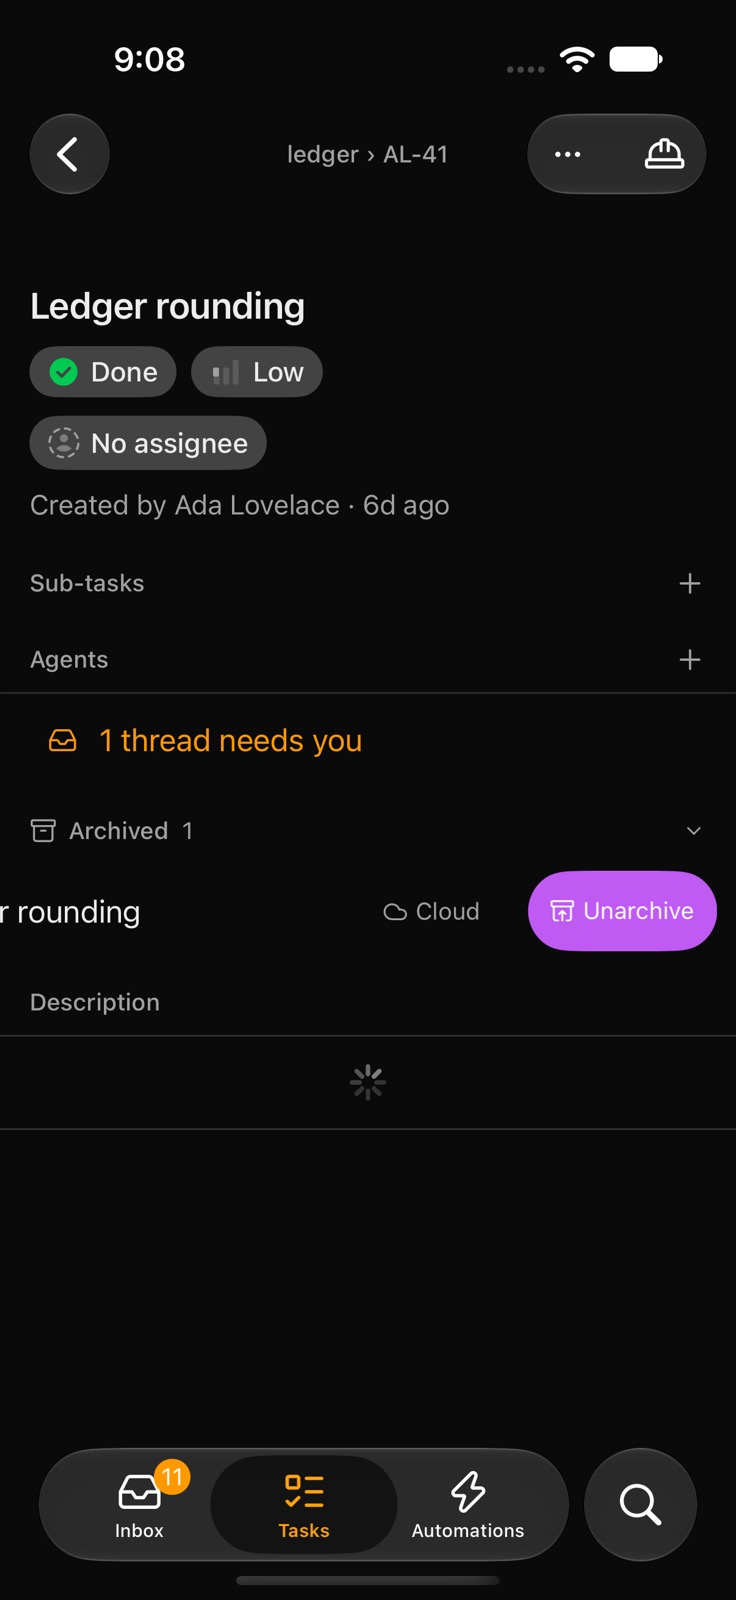 9:08
ledger › AL-41
Ledger rounding
Done
Low
No assignee
Created by Ada Lovelace · 6d ago
Sub-tasks
Agents
1 thread needs you
Archived 1
r rounding
Cloud
Unarchive
Description
11
Inbox
Tasks
Automations